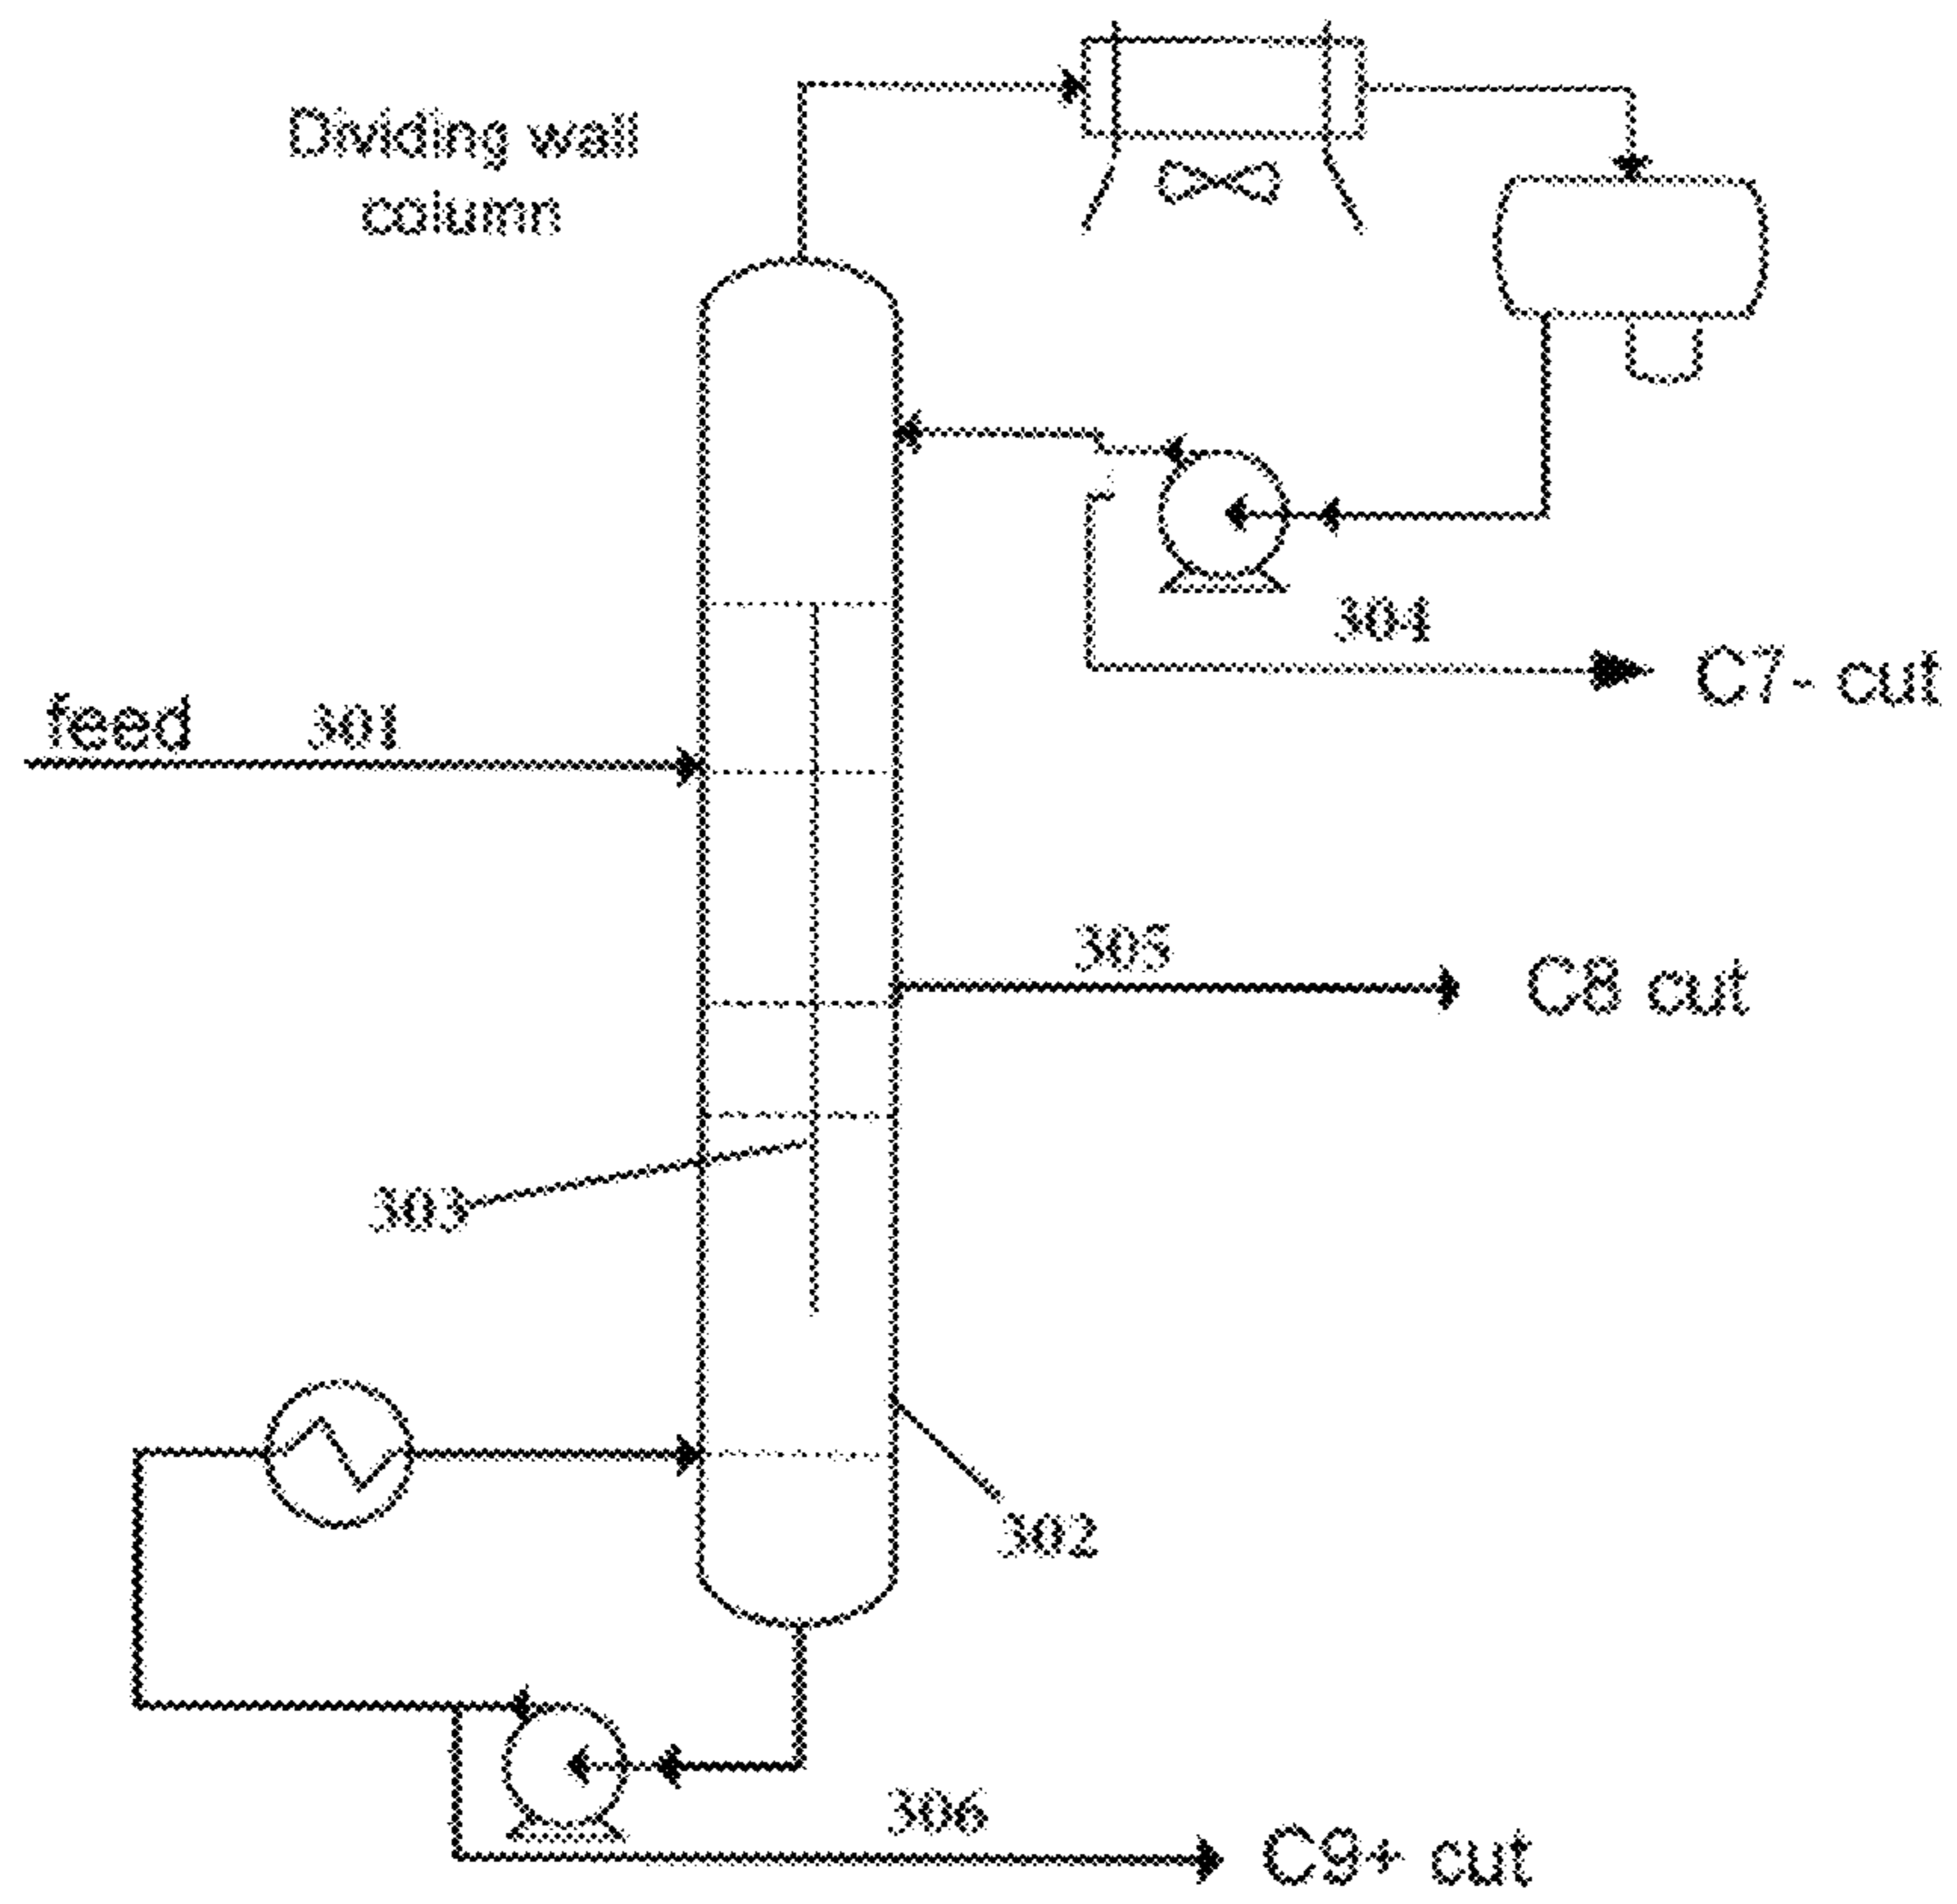 Dividing wall
column
304
C7- cut
feed
301
305
C8 cut
303
302
306
C9+ cut